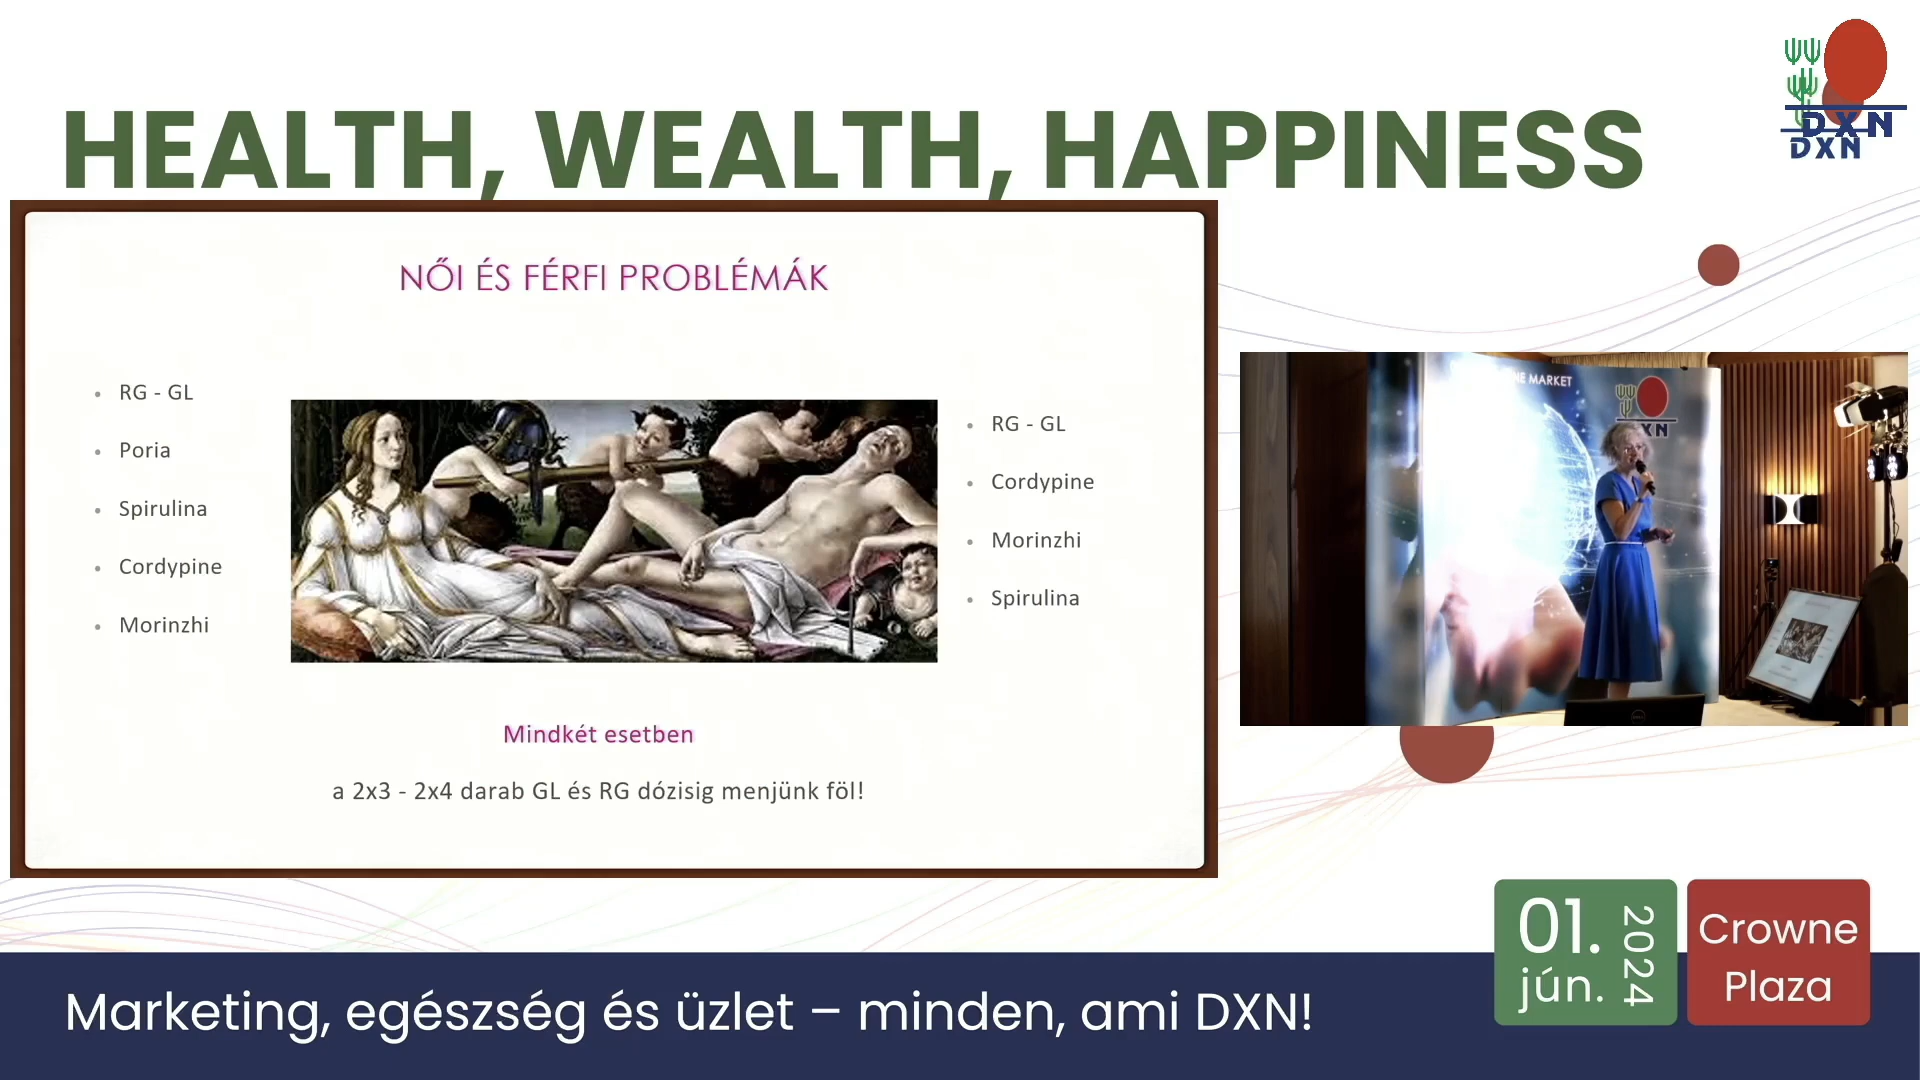 HEALTH, WEALTH, HAPPINESS
DXN
DXN
NŐI ÉS FÉRFI PROBLÉMÁK
RG - GL
Poria
Spirulina
Cordypine
Morinzhi
RG - GL
Cordypine
Morinzhi
Spirulina
Mindkét esetben
a 2x3 - 2x4 darab GL és RG dózisig menjünk föl!
MARKET
01.
jún.
2024
Crowne
Plaza
Marketing, egészség és üzlet – minden, ami DXN!